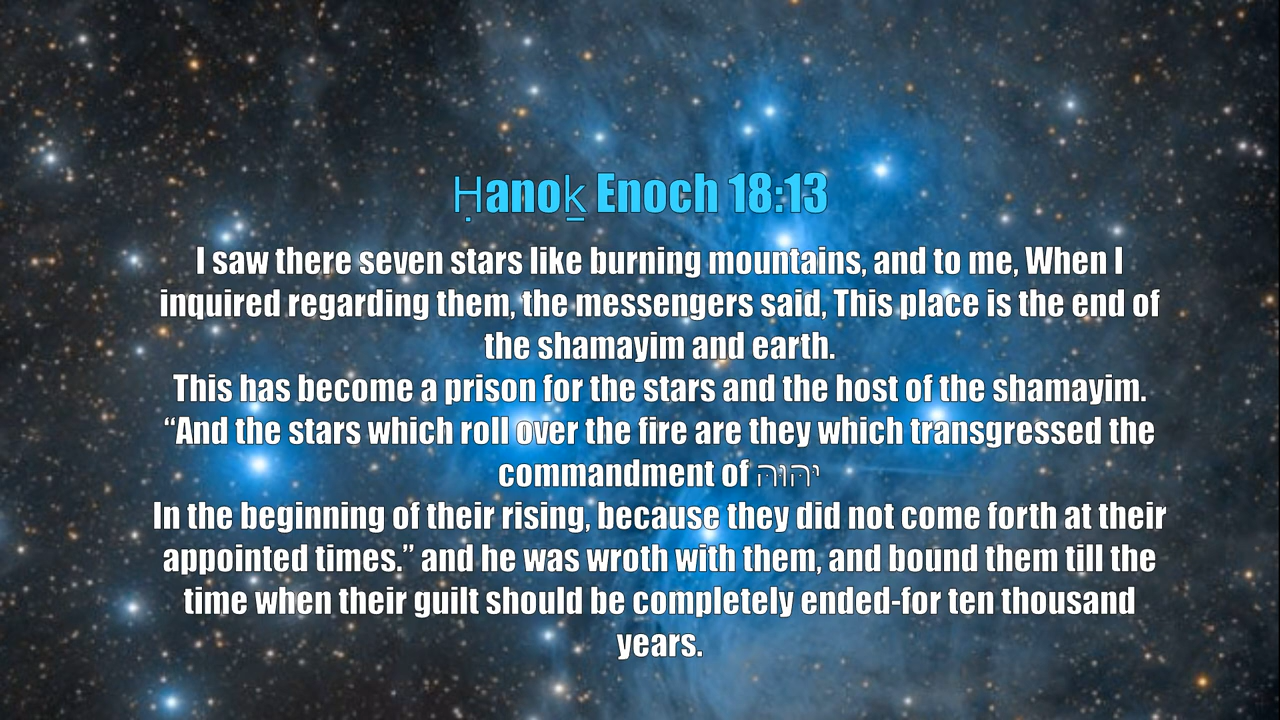 Ḥanoḵ Enoch 18:13
I saw there seven stars like burning mountains, and to me, When I
inquired regarding them, the messengers said, This place is the end of
the shamayim and earth.
This has become a prison for the stars and the host of the shamayim.
“And the stars which roll over the fire are they which transgressed the
commandment of יהוה
In the beginning of their rising, because they did not come forth at their
appointed times.” and he was wroth with them, and bound them till the
time when their guilt should be completely ended-for ten thousand
years.